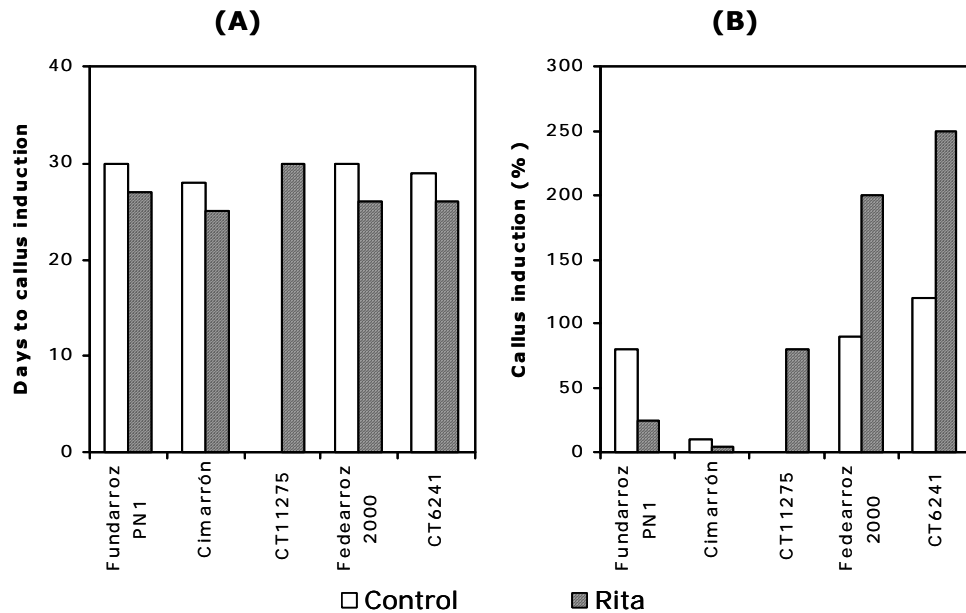 (A)
Days to callus induction
40
30
20
10
0
Fundarroz
PN1
Cimarrón
CT11275
Fedearroz
2000
CT6241
(B)
Callus induction (%)
300
250
200
150
100
50
0
Fundarroz
PN1
Cimarrón
CT11275
Fedearroz
2000
CT6241
Control
Rita